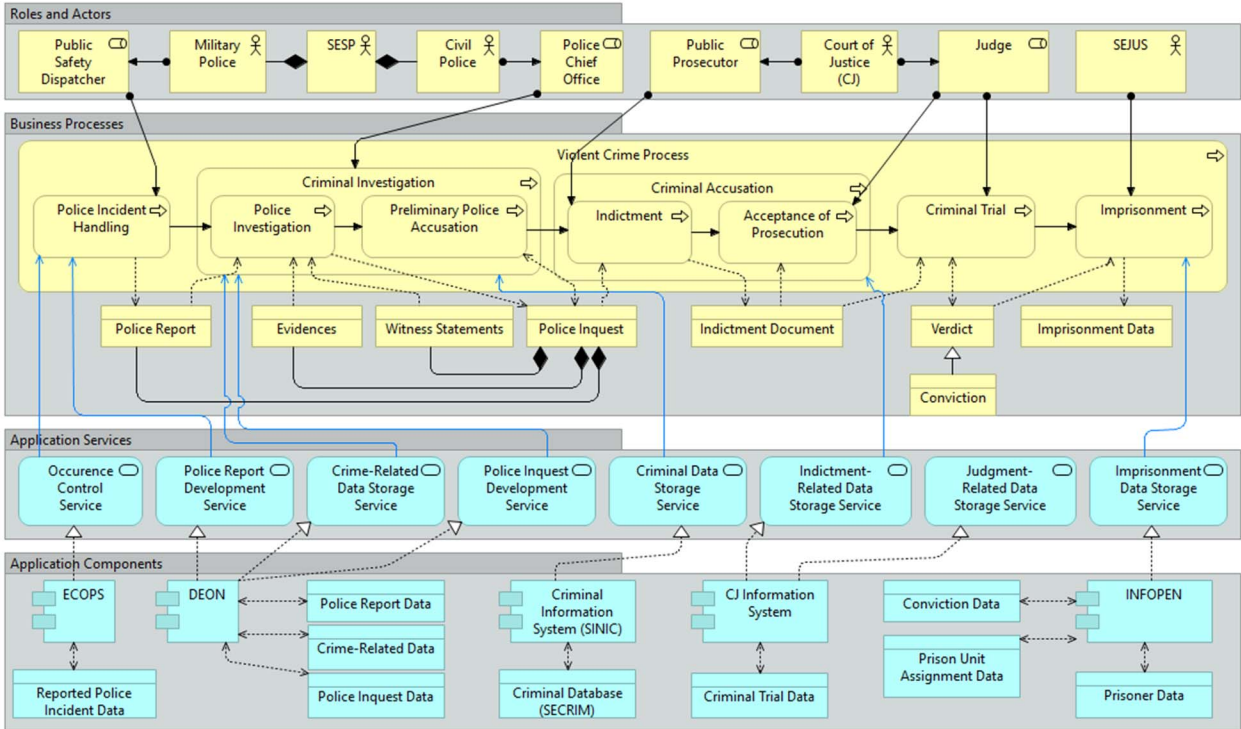 Roles and Actors
Public
Safety
Dispatcher
Military
Police
SESP
Civil
Police
Police
Chief
Office
Public
Prosecutor
Court of
Justice
(CJ)
Judge
SEJUS
Business Processes
Violent Crime Process
Criminal Investigation
Criminal Accusation
Police Incident
Handling
Police
Investigation
Preliminary Police
Accusation
Indictment
Acceptance of
Prosecution
Criminal Trial
Imprisonment
Police Report
Evidences
Witness Statements
Police Inquest
Indictment Document
Verdict
Imprisonment Data
Conviction
Application Services
Occurence
Control
Service
Police Report
Development
Service
Crime-Related
Data Storage
Service
Police Inquest
Development
Service
Criminal Data
Storage
Service
Indictment-
Related Data
Storage Service
Judgment-
Related Data
Storage Service
Imprisonment
Data Storage
Service
Application Components
ECOPS
DEON
Police Report Data
Crime-Related Data
Police Inquest Data
Reported Police
Incident Data
Criminal
Information
System (SINIC)
Criminal Database
(SECRIM)
CJ Information
System
Criminal Trial Data
Conviction Data
Prison Unit
Assignment Data
INFOPEN
Prisoner Data